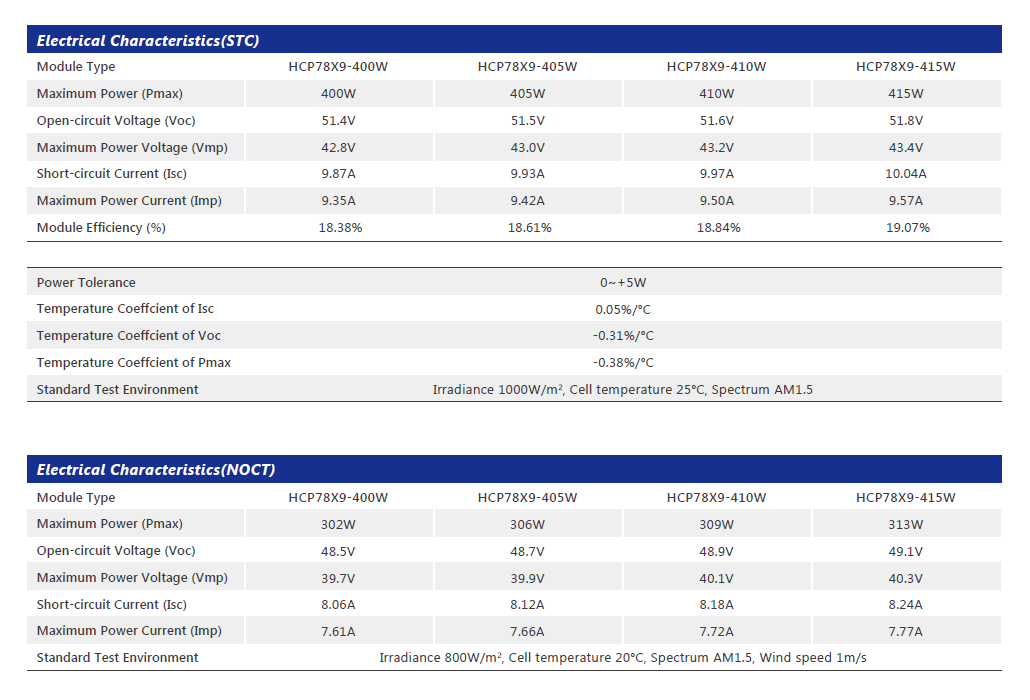 Electrical Characteristics(STC)
Module Type HCP78X9-400W HCP78X9-405W HCP78X9-410W HCP78X9-415W
Maximum Power (Pmax) 400W 405W 410W 415W
Open-circuit Voltage (Voc) 51.4V 51.5V 51.6V 51.8V
Maximum Power Voltage (Vmp) 42.8V 43.0V 43.2V 43.4V
Short-circuit Current (Isc) 9.87A 9.93A 9.97A 10.04A
Maximum Power Current (Imp) 9.35A 9.42A 9.50A 9.57A
Module Efficiency (%) 18.38% 18.61% 18.84% 19.07%
Power Tolerance 0~+5W
Temperature Coeffcient of Isc 0.05%/°C
Temperature Coeffcient of Voc -0.31%/°C
Temperature Coeffcient of Pmax -0.38%/°C
Standard Test Environment Irradiance 1000W/m², Cell temperature 25°C, Spectrum AM1.5
Electrical Characteristics(NOCT)
Module Type HCP78X9-400W HCP78X9-405W HCP78X9-410W HCP78X9-415W
Maximum Power (Pmax) 302W 306W 309W 313W
Open-circuit Voltage (Voc) 48.5V 48.7V 48.9V 49.1V
Maximum Power Voltage (Vmp) 39.7V 39.9V 40.1V 40.3V
Short-circuit Current (Isc) 8.06A 8.12A 8.18A 8.24A
Maximum Power Current (Imp) 7.61A 7.66A 7.72A 7.77A
Standard Test Environment Irradiance 800W/m², Cell temperature 20°C, Spectrum AM1.5, Wind speed 1m/s